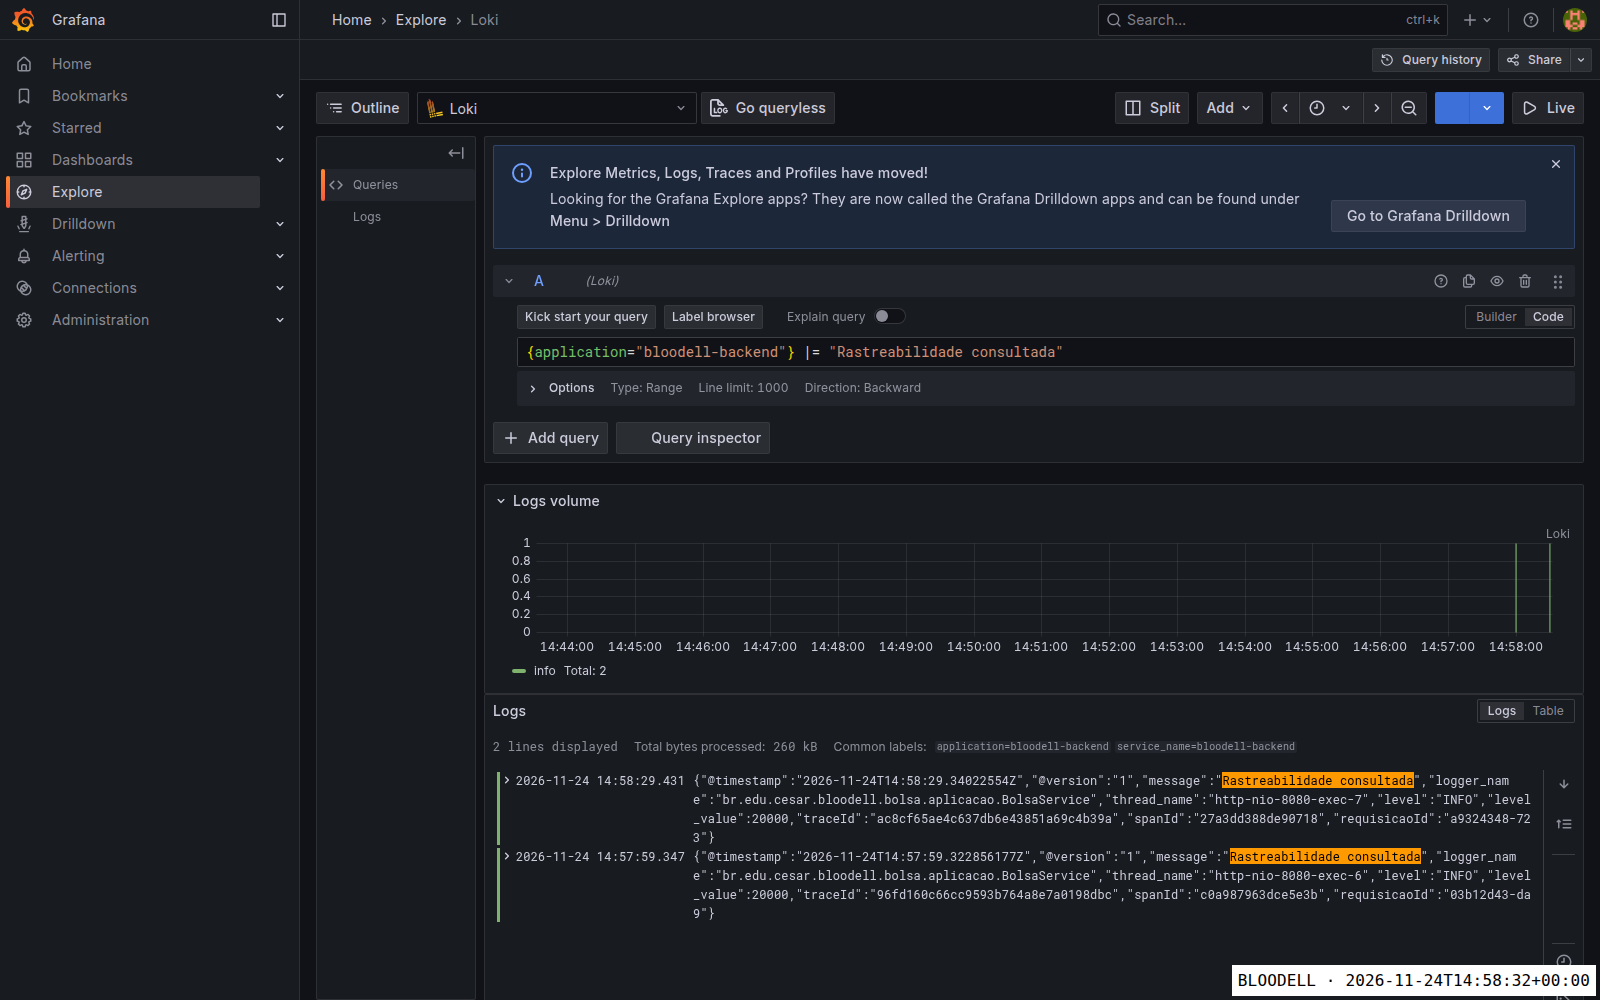 Grafana
Home › Explore › Loki
Search...
ctrl+k
Home
Bookmarks
Starred
Dashboards
Explore
Drilldown
Alerting
Connections
Administration
Query history
Share
Outline
Loki
Go queryless
Split
Add
Live
Queries
Logs
Explore Metrics, Logs, Traces and Profiles have moved!
Looking for the Grafana Explore apps? They are now called the Grafana Drilldown apps and can be found under
Menu > Drilldown
Go to Grafana Drilldown
A
(Loki)
Kick start your query
Label browser
Explain query
Builder
Code
{application="bloodell-backend"} |= "Rastreabilidade consultada"
Options Type: Range Line limit: 1000 Direction: Backward
+ Add query
Query inspector
Logs volume
Loki
1
0.8
0.6
0.4
0.2
0
14:44:00 14:45:00 14:46:00 14:47:00 14:48:00 14:49:00 14:50:00 14:51:00 14:52:00 14:53:00 14:54:00 14:55:00 14:56:00 14:57:00 14:58:00
info Total: 2
Logs
Logs Table
2 lines displayed Total bytes processed: 260 kB Common labels: application=bloodell-backend service_name=bloodell-backend
2026-11-24 14:58:29.431 {"@timestamp":"2026-11-24T14:58:29.34022554Z","@version":"1","message":"Rastreabilidade consultada","logger_nam
e":"br.edu.cesar.bloodell.bolsa.aplicacao.BolsaService","thread_name":"http-nio-8080-exec-7","level":"INFO","level
_value":20000,"traceId":"ac8cf65ae4c637db6e43851a69c4b39a","spanId":"27a3dd388de90718","requisicaoId":"a9324348-72
3"}
2026-11-24 14:57:59.347 {"@timestamp":"2026-11-24T14:57:59.322856177Z","@version":"1","message":"Rastreabilidade consultada","logger_nam
e":"br.edu.cesar.bloodell.bolsa.aplicacao.BolsaService","thread_name":"http-nio-8080-exec-6","level":"INFO","level
_value":20000,"traceId":"96fd160c66cc9593b764a8e7a0198dbc","spanId":"c0a987963dce5e3b","requisicaoId":"03b12d43-da
9"}
BLOODELL · 2026-11-24T14:58:32+00:00